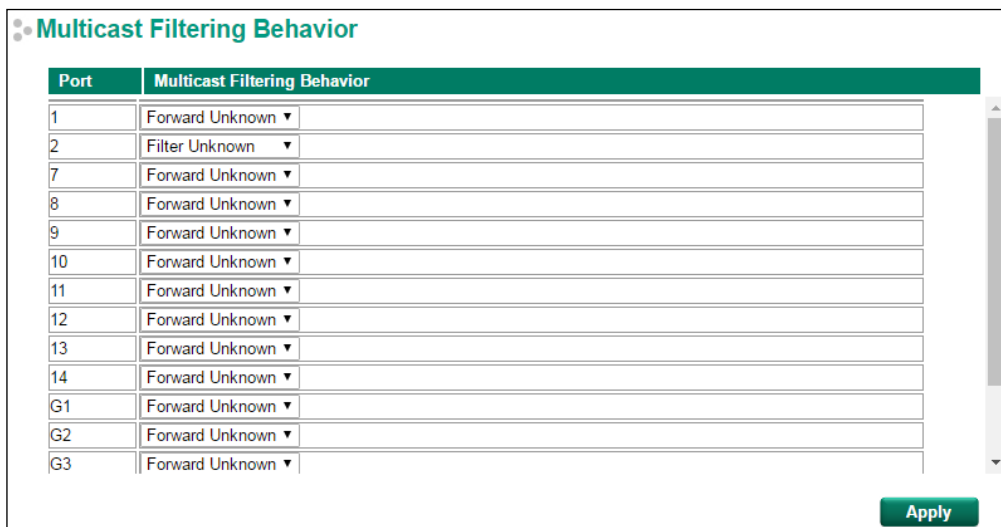 Multicast Filtering Behavior
Port Multicast Filtering Behavior
1 Forward Unknown
2 Filter Unknown
7 Forward Unknown
8 Forward Unknown
9 Forward Unknown
10 Forward Unknown
11 Forward Unknown
12 Forward Unknown
13 Forward Unknown
14 Forward Unknown
G1 Forward Unknown
G2 Forward Unknown
G3 Forward Unknown
Apply